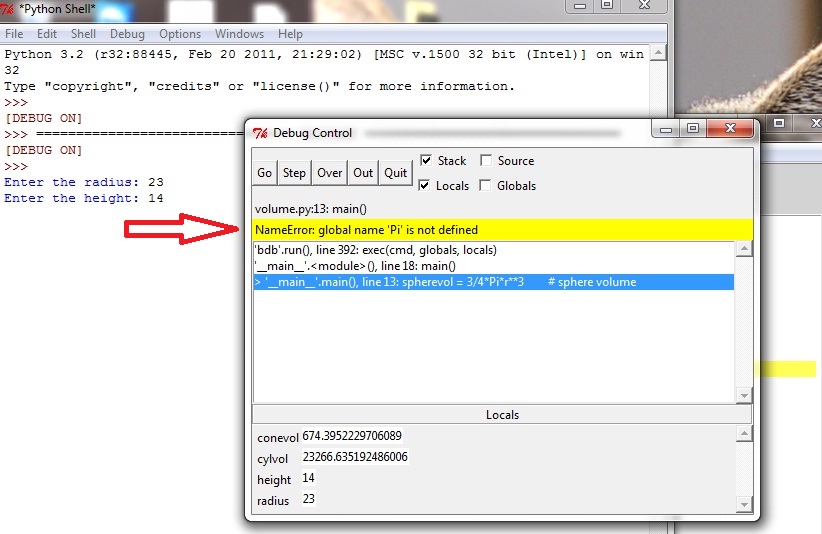 *Python Shell*
File Edit Shell Debug Options Windows Help
Python 3.2 (r32:88445, Feb 20 2011, 21:29:02) [MSC v.1500 32 bit (Intel)] on win
32
Type "copyright", "credits" or "license()" for more information.
>>>
[DEBUG ON]
>>> ==========================
[DEBUG ON]
>>>
Enter the radius: 23
Enter the height: 14
Debug Control
Go Step Over Out Quit Stack Source
Locals Globals
volume.py:13: main()
NameError: global name 'Pi' is not defined
'bdb'.run(), line 392: exec(cmd, globals, locals)
'__main__'.<module>(), line 18: main()
> '__main__'.main(), line 13: spherevol = 3/4*Pi*r**3 # sphere volume
Locals
conevol 674.3952229706089
cylvol 23266.635192486006
height 14
radius 23